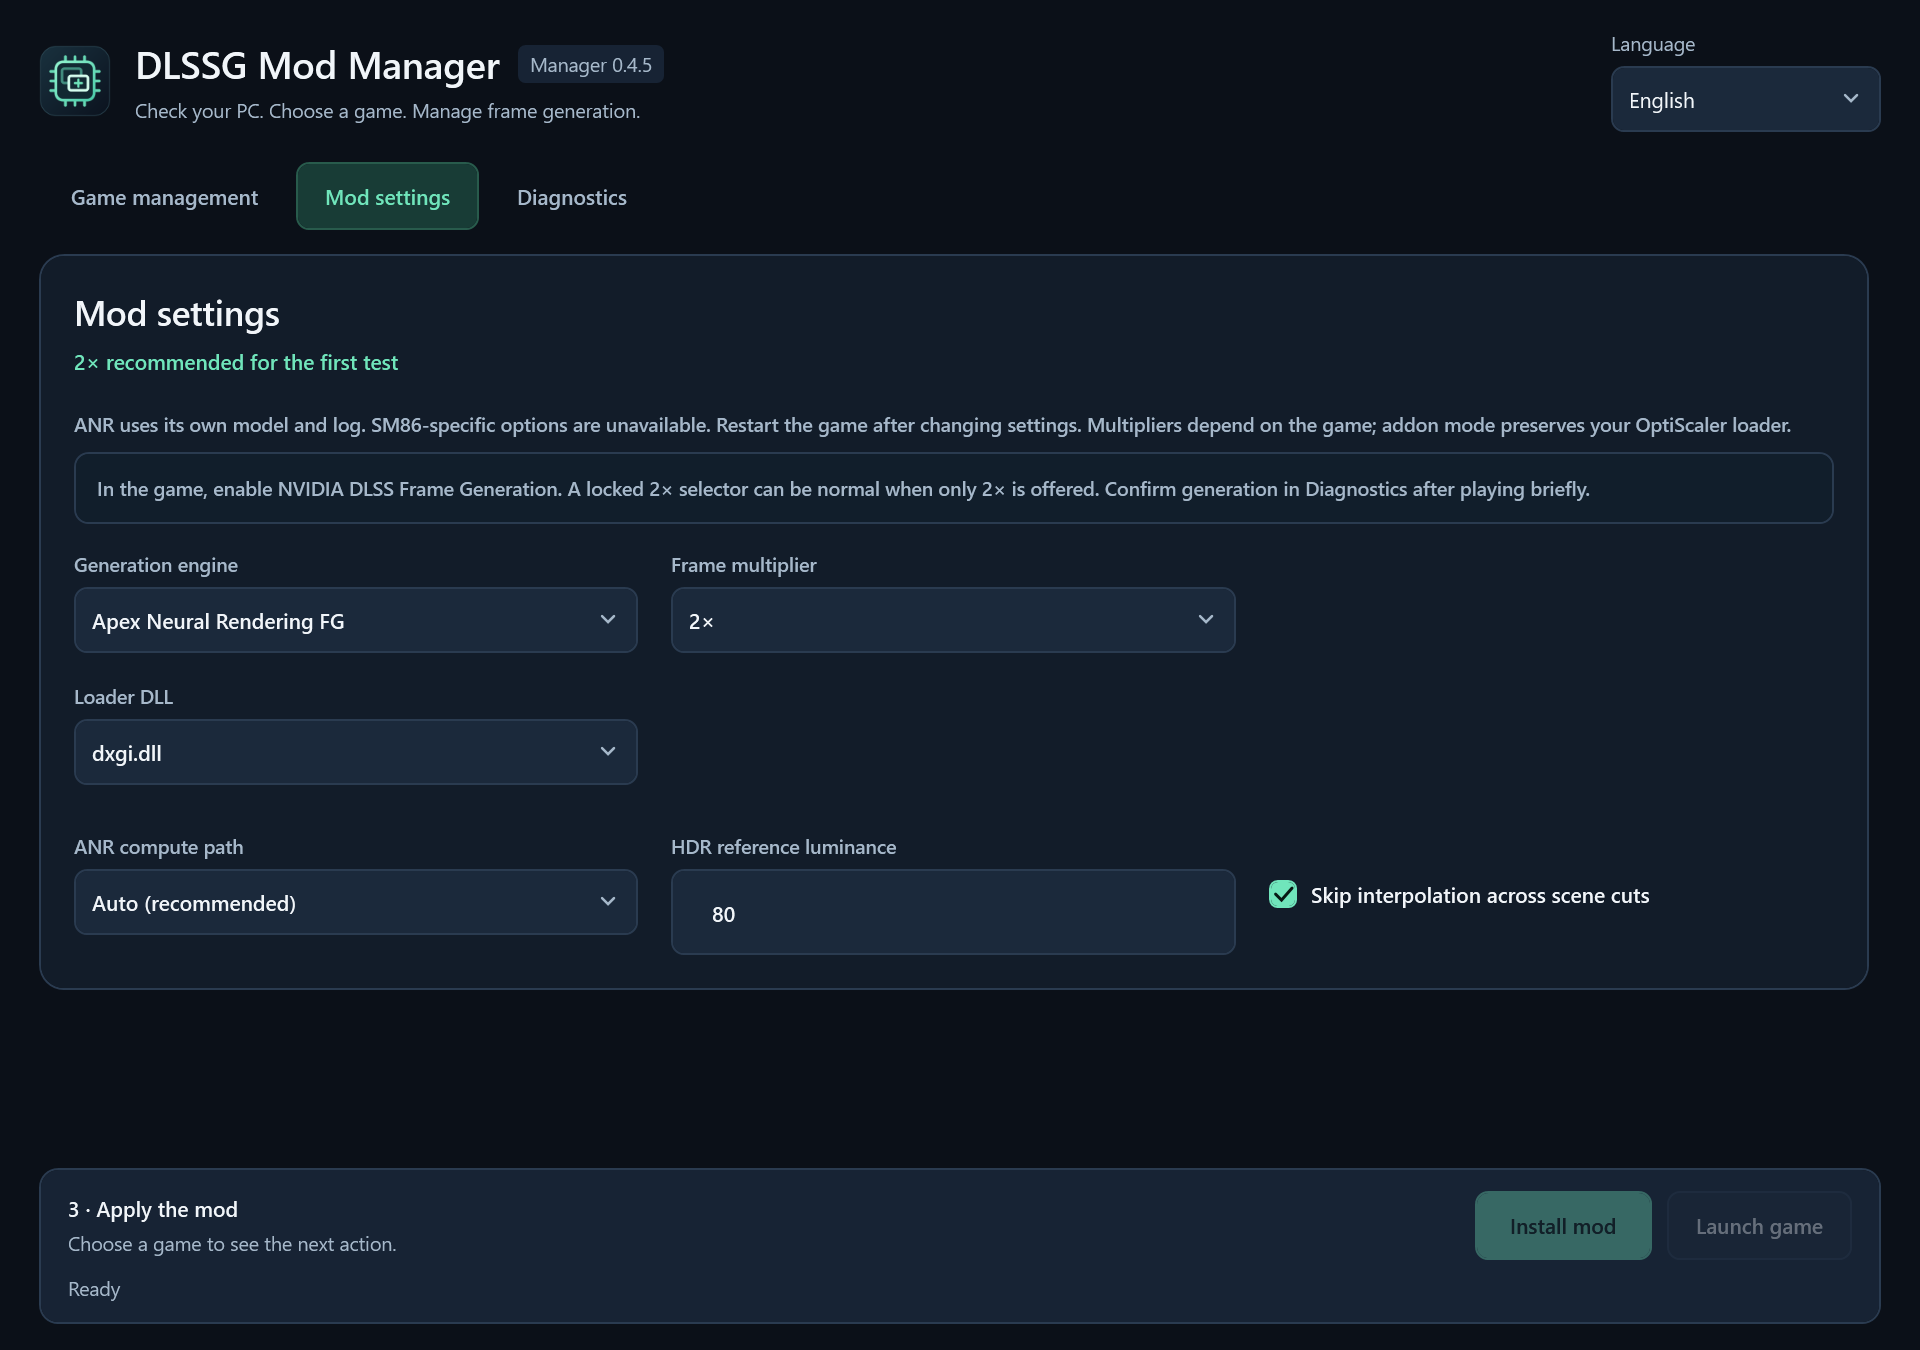 DLSSG Mod Manager
Manager 0.4.5
Check your PC. Choose a game. Manage frame generation.
Language
English
Game management
Mod settings
Diagnostics
Mod settings
2× recommended for the first test
ANR uses its own model and log. SM86-specific options are unavailable. Restart the game after changing settings. Multipliers depend on the game; addon mode preserves your OptiScaler loader.
In the game, enable NVIDIA DLSS Frame Generation. A locked 2× selector can be normal when only 2× is offered. Confirm generation in Diagnostics after playing briefly.
Generation engine
Frame multiplier
Apex Neural Rendering FG
2×
Loader DLL
dxgi.dll
ANR compute path
HDR reference luminance
Auto (recommended)
80
Skip interpolation across scene cuts
3 · Apply the mod
Choose a game to see the next action.
Ready
Install mod
Launch game